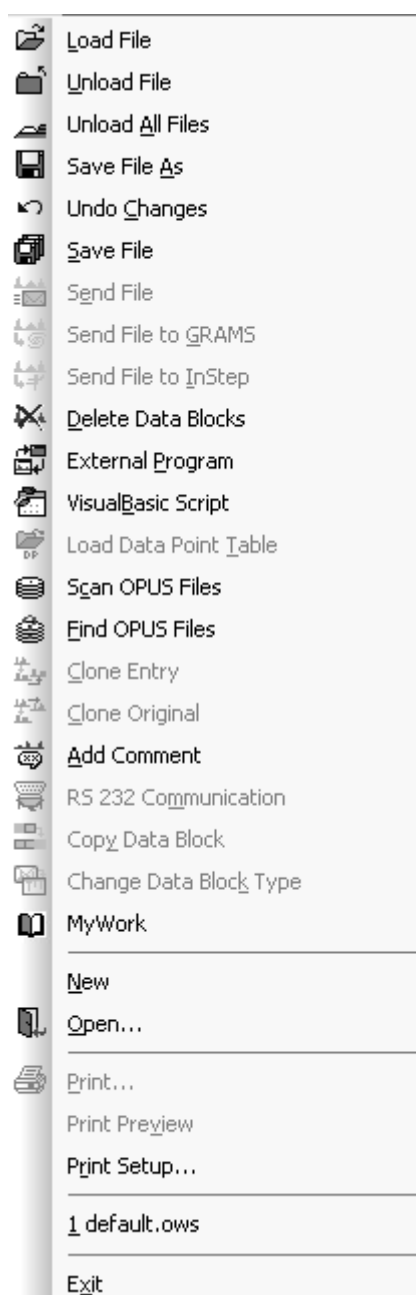 Load File
Unload File
Unload All Files
Save File As
Undo Changes
Save File
Send File
Send File to GRAMS
Send File to InStep
Delete Data Blocks
External Program
VisualBasic Script
Load Data Point Table
Scan OPUS Files
Find OPUS Files
Clone Entry
Clone Original
Add Comment
RS 232 Communication
Copy Data Block
Change Data Block Type
MyWork
New
Open...
Print...
Print Preview
Print Setup...
1 default.ows
Exit